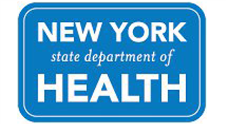 NEW YORK
state department of
HEALTH